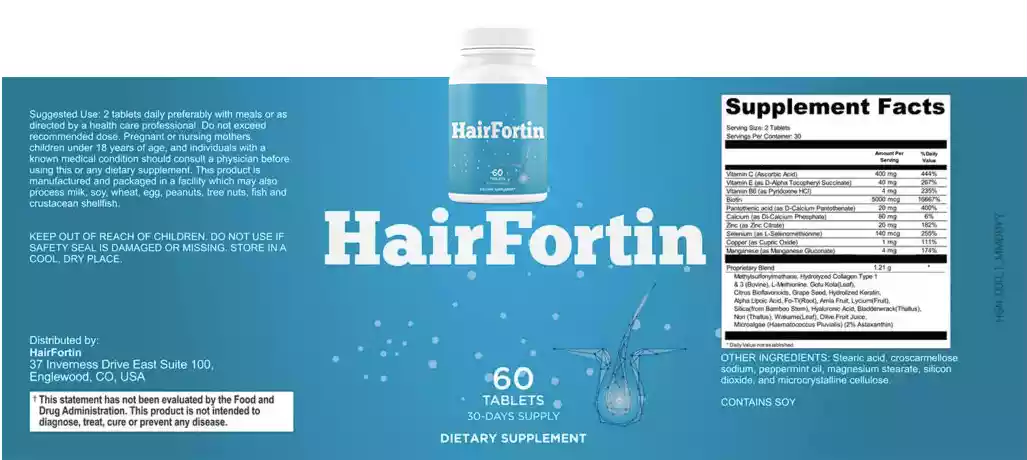 HairFortin
60
TABLETS
DIETARY SUPPLEMENT
Suggested Use: 2 tablets daily preferably with meals or as
directed by a health care professional. Do not exceed
recommended dose. Pregnant or nursing mothers,
children under 18 years of age, and individuals with a
known medical condition should consult a physician before
using this or any dietary supplement. This product is
manufactured and packaged in a facility which may also
process milk, soy, wheat, egg, peanuts, tree nuts, fish and
crustacean shellfish.
KEEP OUT OF REACH OF CHILDREN. DO NOT USE IF
SAFETY SEAL IS DAMAGED OR MISSING. STORE IN A
COOL, DRY PLACE.
Distributed by:
HairFortin
37 Inverness Drive East Suite 100,
Englewood, CO, USA
† This statement has not been evaluated by the Food and
Drug Administration. This product is not intended to
diagnose, treat, cure or prevent any disease.
HairFortin
60
TABLETS
30-DAYS SUPPLY
DIETARY SUPPLEMENT
Supplement Facts
Serving Size: 2 Tablets
Servings Per Container: 30
Amount Per Serving %Daily Value
Vitamin C (Ascorbic Acid) 400 mg 444%
Vitamin E (as D-Alpha Tocopheryl Succinate) 40 mg 267%
Vitamin B6 (as Pyridoxine HCl) 4 mg 235%
Biotin 5000 mcg 16667%
Pantothenic acid (as D-Calcium Pantothenate) 20 mg 400%
Calcium (as Di-Calcium Phosphate) 80 mg 6%
Zinc (as Zinc Citrate) 20 mg 182%
Selenium (as L-Selenomethionine) 140 mcg 255%
Copper (as Cupric Oxide) 1 mg 111%
Manganese (as Manganese Gluconate) 4 mg 174%
Proprietary Blend 1.21 g *
Methylsulfonylmethane, Hydrolyzed Collagen Type 1
& 3 (Bovine), L-Methionine, Gotu Kola(Leaf),
Citrus Bioflavonoids, Grape Seed, Hydrolized Keratin,
Alpha Lipoic Acid, Fo-Ti(Root), Amla Fruit, Lycium(Fruit),
Silica(from Bamboo Stem), Hyaluronic Acid, Bladderwrack(Thallus),
Nori (Thallus), Wakame(Leaf), Olive Fruit Juice,
Microalgae (Haematococcus Pluvialis) (2% Astaxanthin)
* Daily Value not established
OTHER INGREDIENTS: Stearic acid, croscarmellose
sodium, peppermint oil, magnesium stearate, silicon
dioxide, and microcrystalline cellulose.
CONTAINS SOY